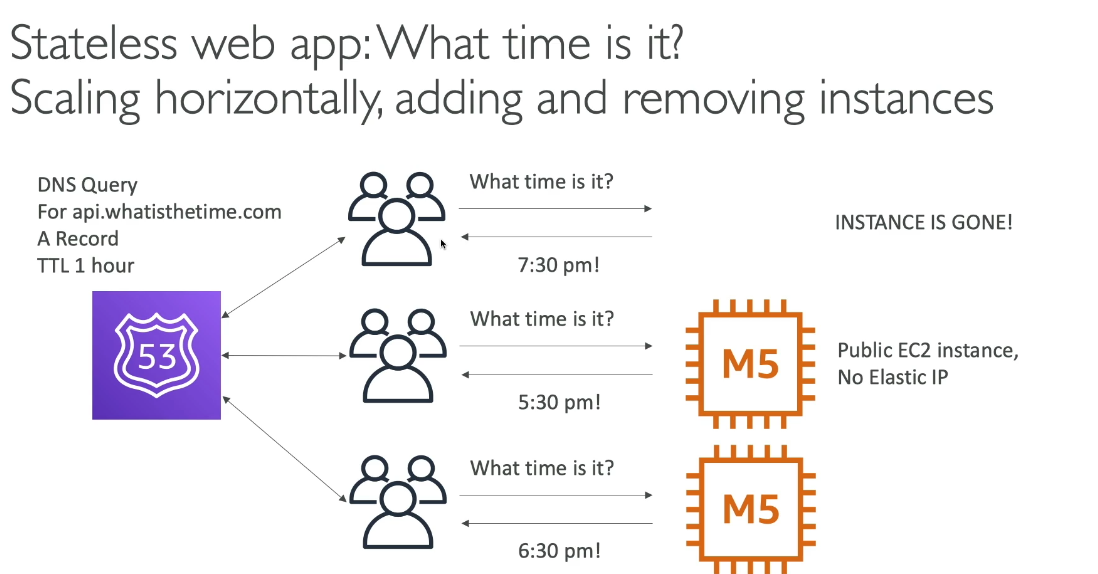 Stateless web app: What time is it?
Scaling horizontally, adding and removing instances
DNS Query
For api.whatisthetime.com
A Record
TTL 1 hour
53
What time is it?
7:30 pm!
INSTANCE IS GONE!
What time is it?
5:30 pm!
M5
Public EC2 instance,
No Elastic IP
What time is it?
6:30 pm!
M5